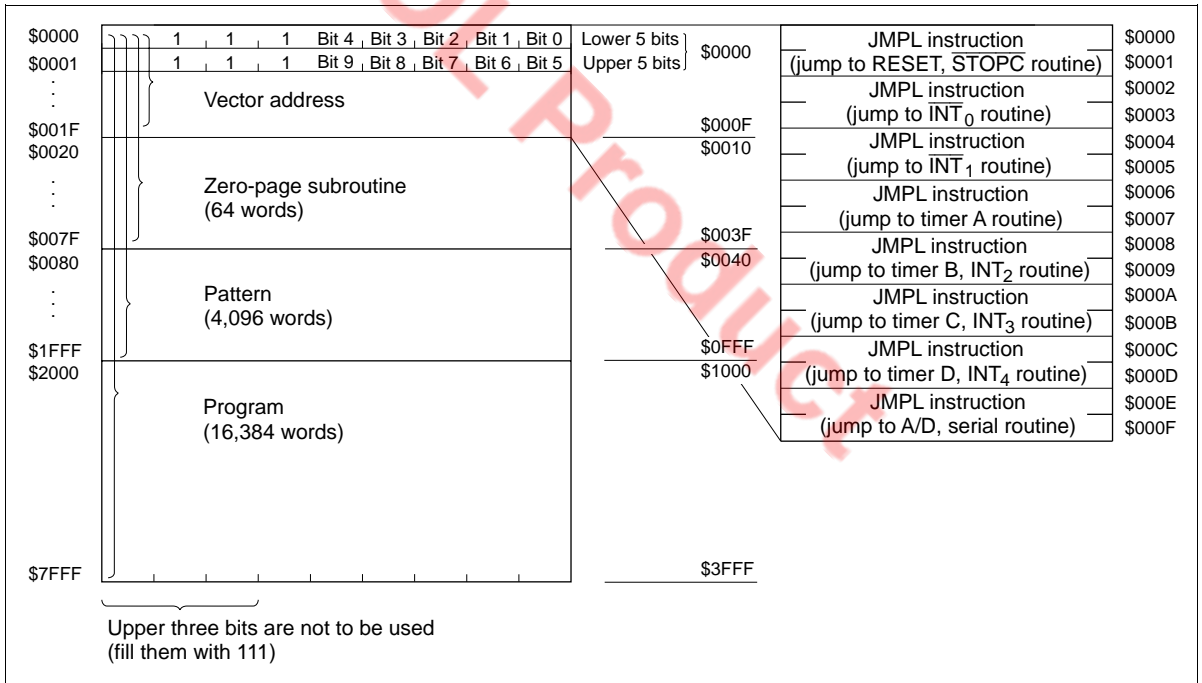 $0000 1 1 1 Bit 4 Bit 3 Bit 2 Bit 1 Bit 0 Lower 5 bits
$0001 1 1 1 Bit 9 Bit 8 Bit 7 Bit 6 Bit 5 Upper 5 bits
$0000
Vector address
$001F
$000F
$0020
$0010
Zero-page subroutine
(64 words)
$007F
$003F
$0080
$0040
Pattern
(4,096 words)
$1FFF
$0FFF
$2000
$1000
Program
(16,384 words)
$7FFF
$3FFF
Upper three bits are not to be used
(fill them with 111)
JMPL instruction $0000
(jump to RESET, STOPC routine) $0001
JMPL instruction $0002
(jump to INT0 routine) $0003
JMPL instruction $0004
(jump to INT1 routine) $0005
JMPL instruction $0006
(jump to timer A routine) $0007
JMPL instruction $0008
(jump to timer B, INT2 routine) $0009
JMPL instruction $000A
(jump to timer C, INT3 routine) $000B
JMPL instruction $000C
(jump to timer D, INT4 routine) $000D
JMPL instruction $000E
(jump to A/D, serial routine) $000F
OL Product